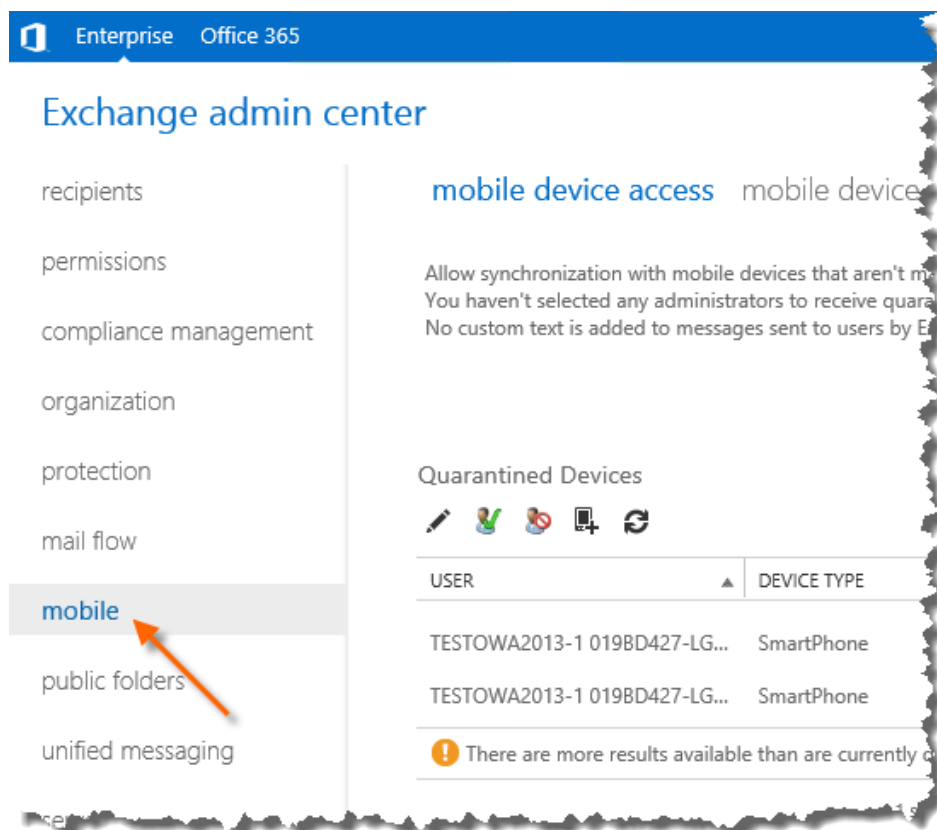 Enterprise Office 365
Exchange admin center
recipients
permissions
compliance management
organization
protection
mail flow
mobile
public folders
unified messaging
mobile device access mobile device
Allow synchronization with mobile devices that aren't
You haven't selected any administrators to receive
No custom text is added to messages sent to users by
Quarantined Devices
USER DEVICE TYPE
TESTOWA2013-1 019BD427-LG... SmartPhone
TESTOWA2013-1 019BD427-LG... SmartPhone
There are more results available than are currently